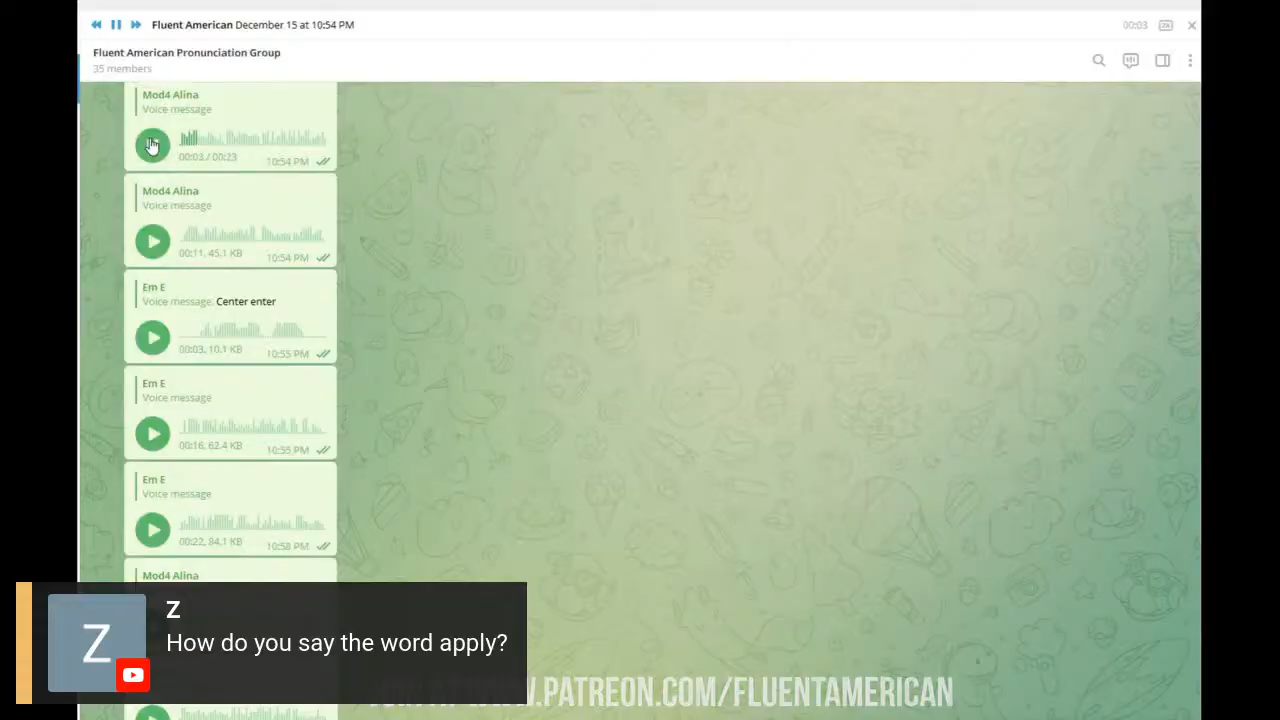 Fluent American December 15 at 10:54 PM
00:03
2X
Fluent American Pronunciation Group
35 members
Mod4 Alina
Voice message
00:03 / 00:23
10:54 PM
Mod4 Alina
Voice message
00:11, 45.1 KB
10:54 PM
Em E
Voice message, Center enter
00:03, 10.1 KB
10:55 PM
Em E
Voice message
00:16, 62.4 KB
10:55 PM
Em E
Voice message
00:22, 84.1 KB
10:58 PM
Mod4 Alina
Z
Z
How do you say the word apply?
.PATREON.COM/FLUENTAMERICAN